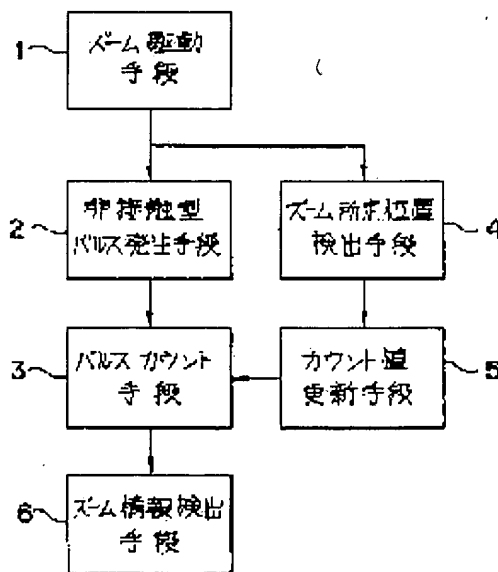 1
ズーム駆動
手段
2
非接触型
パルス発生手段
ズーム所定位置
検出手段
4
3
パルスカウント
手段
カウント値
更新手段
5
6
ズーム情報検出
手段